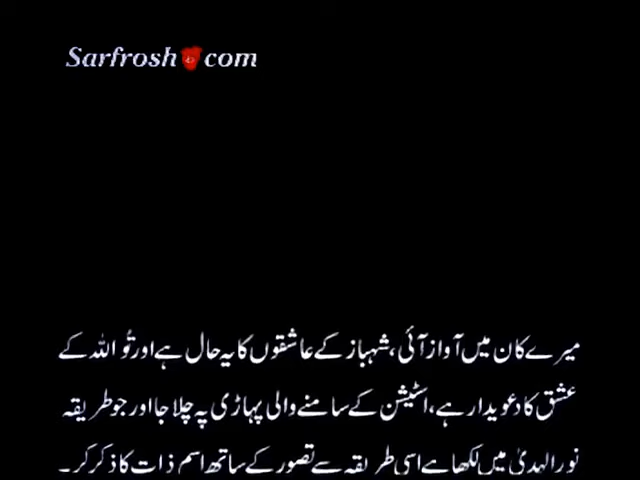 Sarfrosh com
میرے کان میں آواز آئی، شہباز کے عاشقوں کا یہ حال ہے اور تُو اللہ کے
عشق کا دعویدار ہے، اسٹیشن کے سامنے والی پہاڑی پہ چلا جا اور جو طریقہ
نور الہدیٰ میں لکھا ہے اسی طریقہ سے تصور کے ساتھ اسم ذات کا ذکر کر۔